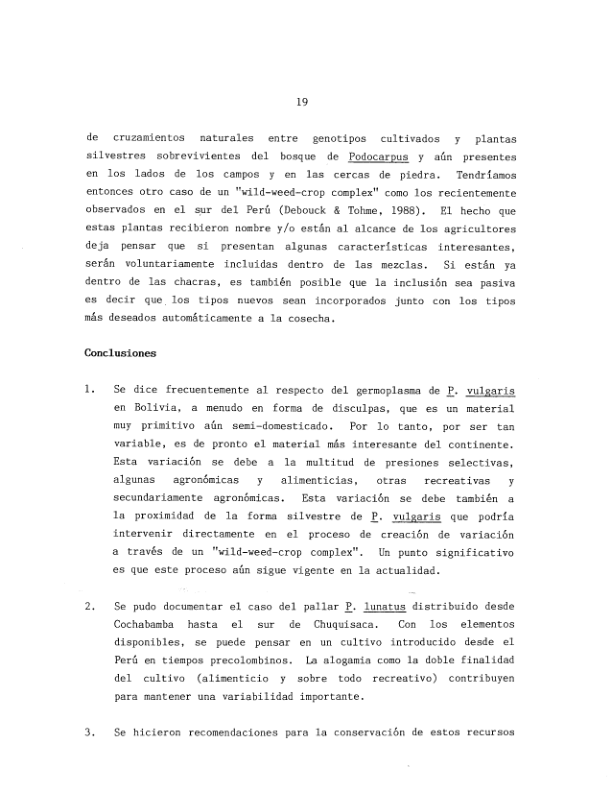 19
de cruzamientos naturales entre genotipos cultivados y plantas
silvestres sobrevivientes del bosque de Podocarpus y aún presentes
en los lados de los campos y en las cercas de piedra. Tendríamos
entonces otro caso de un "wild-weed-crop complex" como los recientemente
observados en el sur del Perú (Debouck & Tohme, 1988). El hecho que
estas plantas recibieron nombre y/o están al alcance de los agricultores
deja pensar que si presentan algunas características interesantes,
serán voluntariamente incluidas dentro de las mezclas. Si están ya
dentro de las chacras, es también posible que la inclusión sea pasiva
es decir que los tipos nuevos sean incorporados junto con los tipos
más deseados automáticamente a la cosecha.
Conclusiones
1. Se dice frecuentemente al respecto del germoplasma de P. vulgaris
en Bolivia, a menudo en forma de disculpas, que es un material
muy primitivo aún semi-domesticado. Por lo tanto, por ser tan
variable, es de pronto el material más interesante del continente.
Esta variación se debe a la multitud de presiones selectivas,
algunas agronómicas y alimenticias, otras recreativas y
secundariamente agronómicas. Esta variación se debe también a
la proximidad de la forma silvestre de P. vulgaris que podría
intervenir directamente en el proceso de creación de variación
a través de un "wild-weed-crop complex". Un punto significativo
es que este proceso aún sigue vigente en la actualidad.
2. Se pudo documentar el caso del pallar P. lunatus distribuido desde
Cochabamba hasta el sur de Chuquisaca. Con los elementos
disponibles, se puede pensar en un cultivo introducido desde el
Perú en tiempos precolombinos. La alogamia como la doble finalidad
del cultivo (alimenticio y sobre todo recreativo) contribuyen
para mantener una variabilidad importante.
3. Se hicieron recomendaciones para la conservación de estos recursos